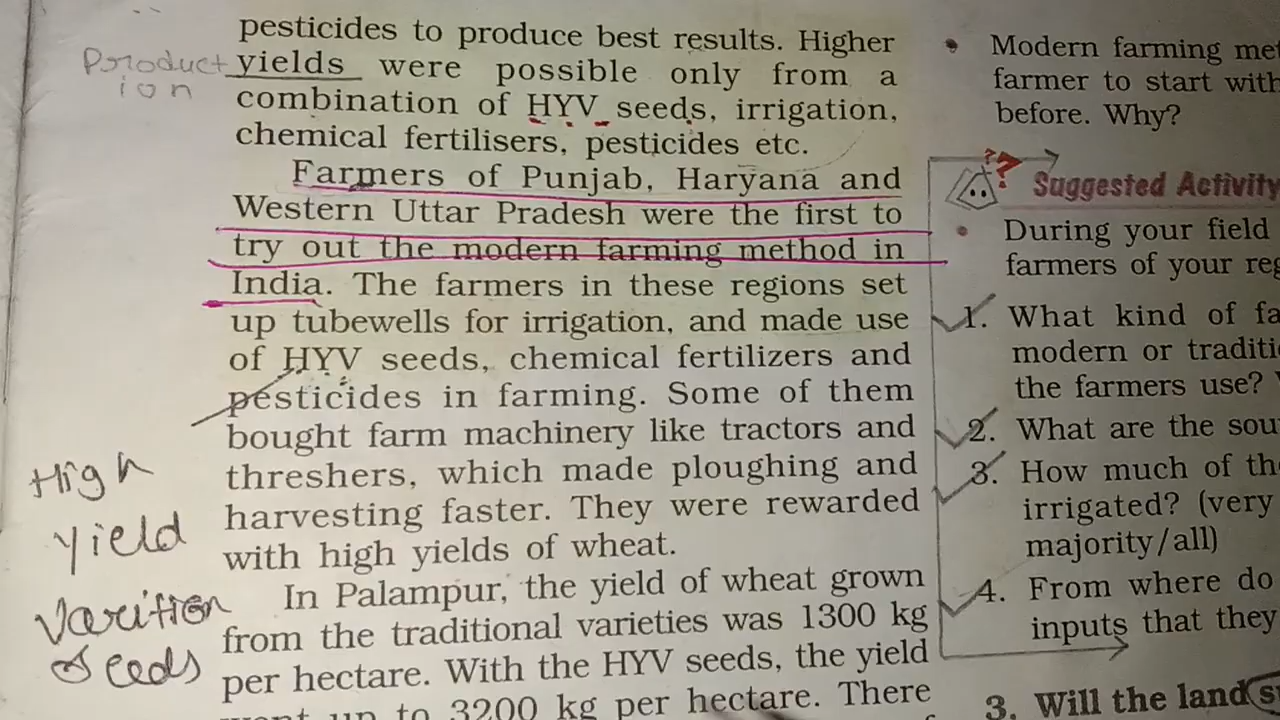 pesticides to produce best results. Higher
yields were possible only from a
combination of HYV seeds, irrigation,
chemical fertilisers, pesticides etc.
Farmers of Punjab, Haryana and
Western Uttar Pradesh were the first to
try out the modern farming method in
India. The farmers in these regions set
up tubewells for irrigation, and made use
of HYV seeds, chemical fertilizers and
pesticides in farming. Some of them
bought farm machinery like tractors and
threshers, which made ploughing and
harvesting faster. They were rewarded
with high yields of wheat.
In Palampur, the yield of wheat grown
from the traditional varieties was 1300 kg
per hectare. With the HYV seeds, the yield
went up to 3200 kg per hectare. There
Product
ion
High
Yield
Varition
Seeds
• Modern farming
farmer to start with
before. Why?
Suggested Activity
• During your field
farmers of your
1. What kind of
modern or
the farmers use?
2. What are the
3. How much of
irrigated? (very
majority/all)
4. From where do
inputs that they
3. Will the land